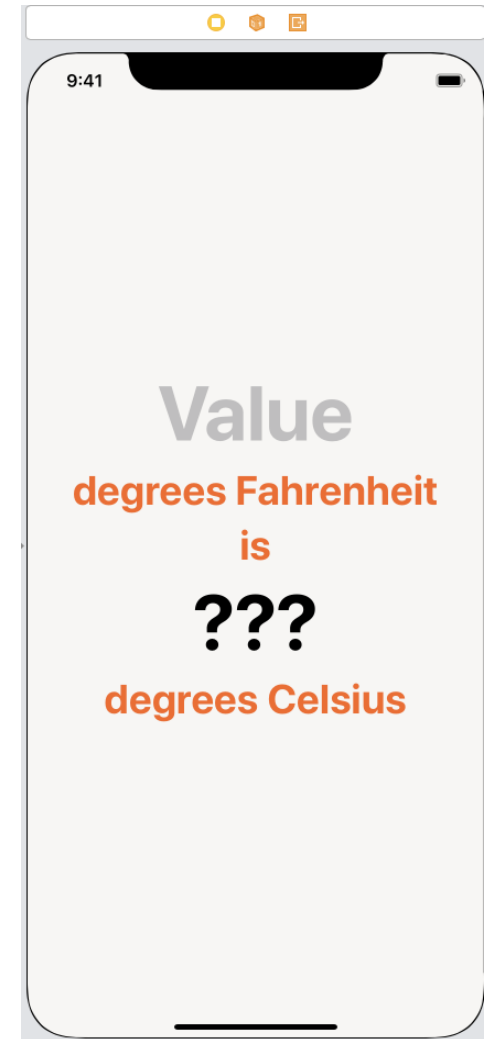 9:41
Value
degrees Fahrenheit
is
???
degrees Celsius